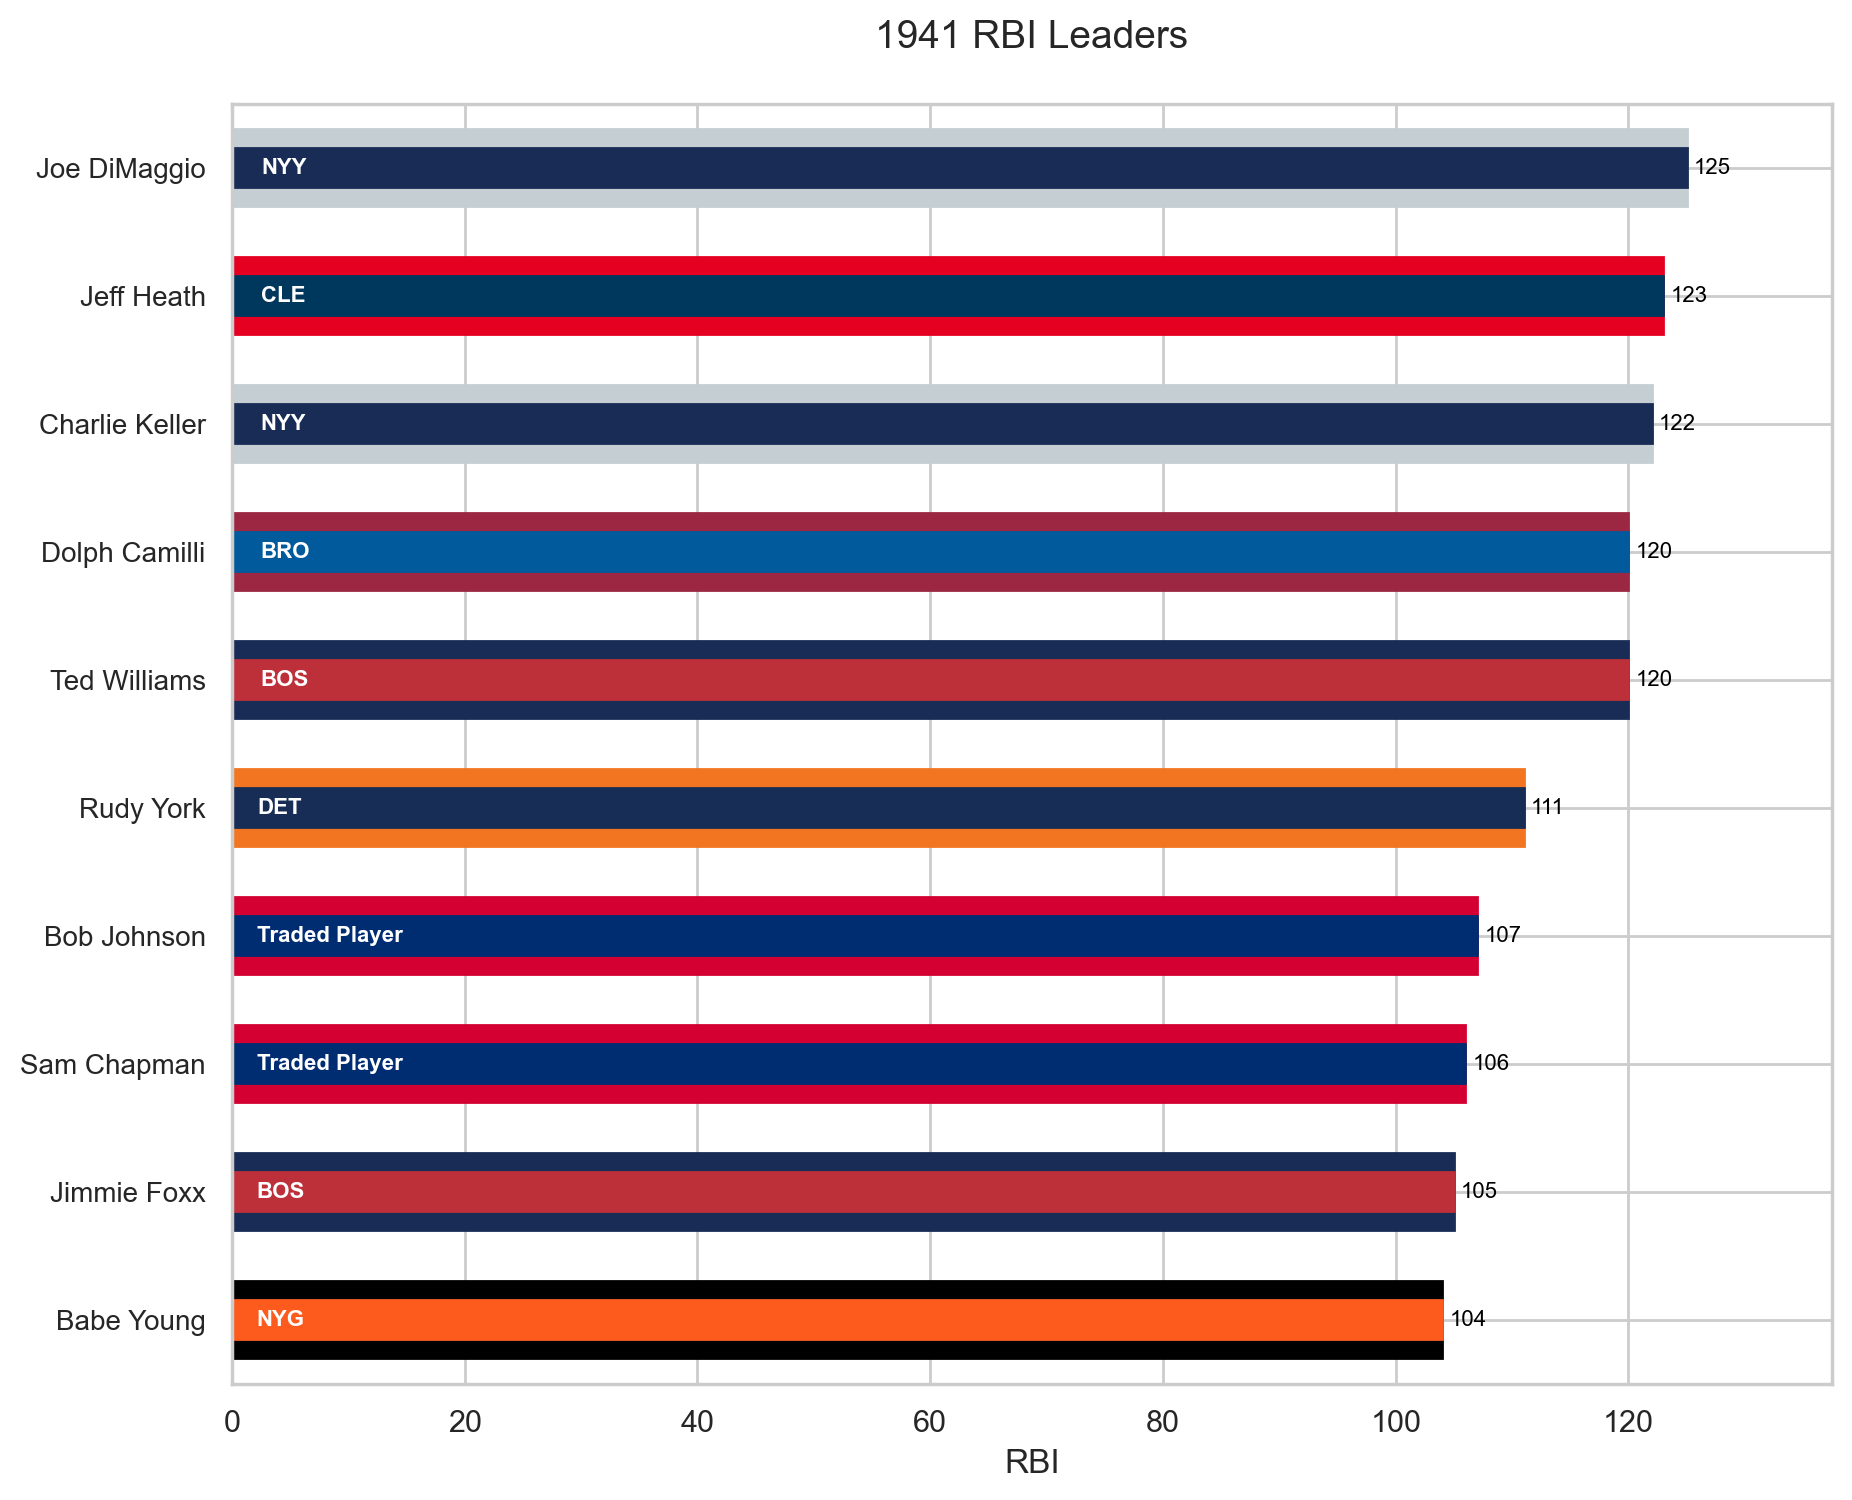 1941 RBI Leaders
Joe DiMaggio NYY 125
Jeff Heath CLE 123
Charlie Keller NYY 122
Dolph Camilli BRO 120
Ted Williams BOS 120
Rudy York DET 111
Bob Johnson Traded Player 107
Sam Chapman Traded Player 106
Jimmie Foxx BOS 105
Babe Young NYG 104
0 20 40 60 80 100 120
RBI